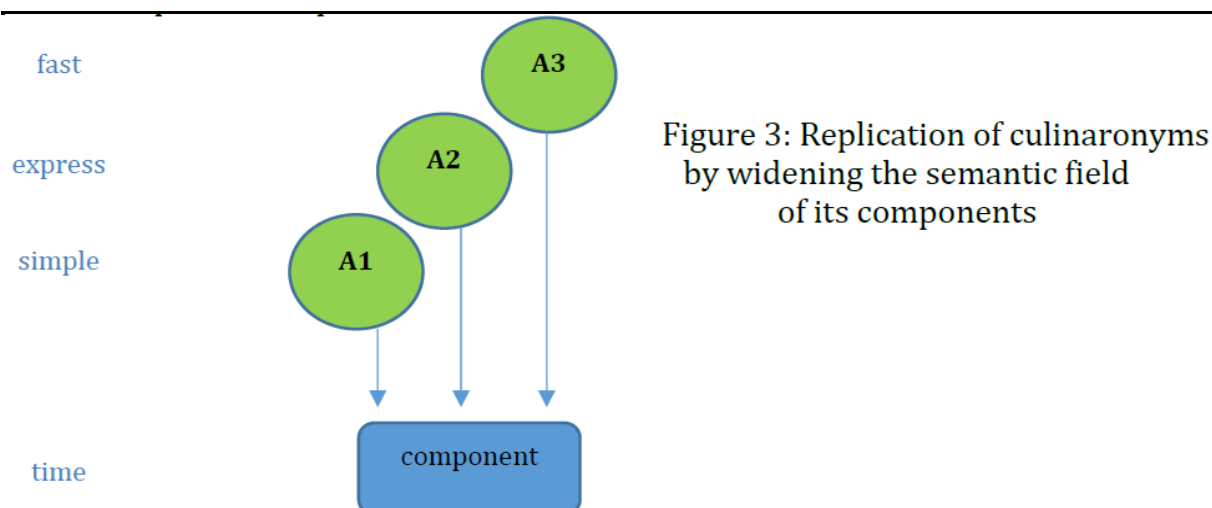 fast
A3
Figure 3: Replication of culinaronyms
by widening the semantic field
of its components
express
A2
simple
A1
component
time